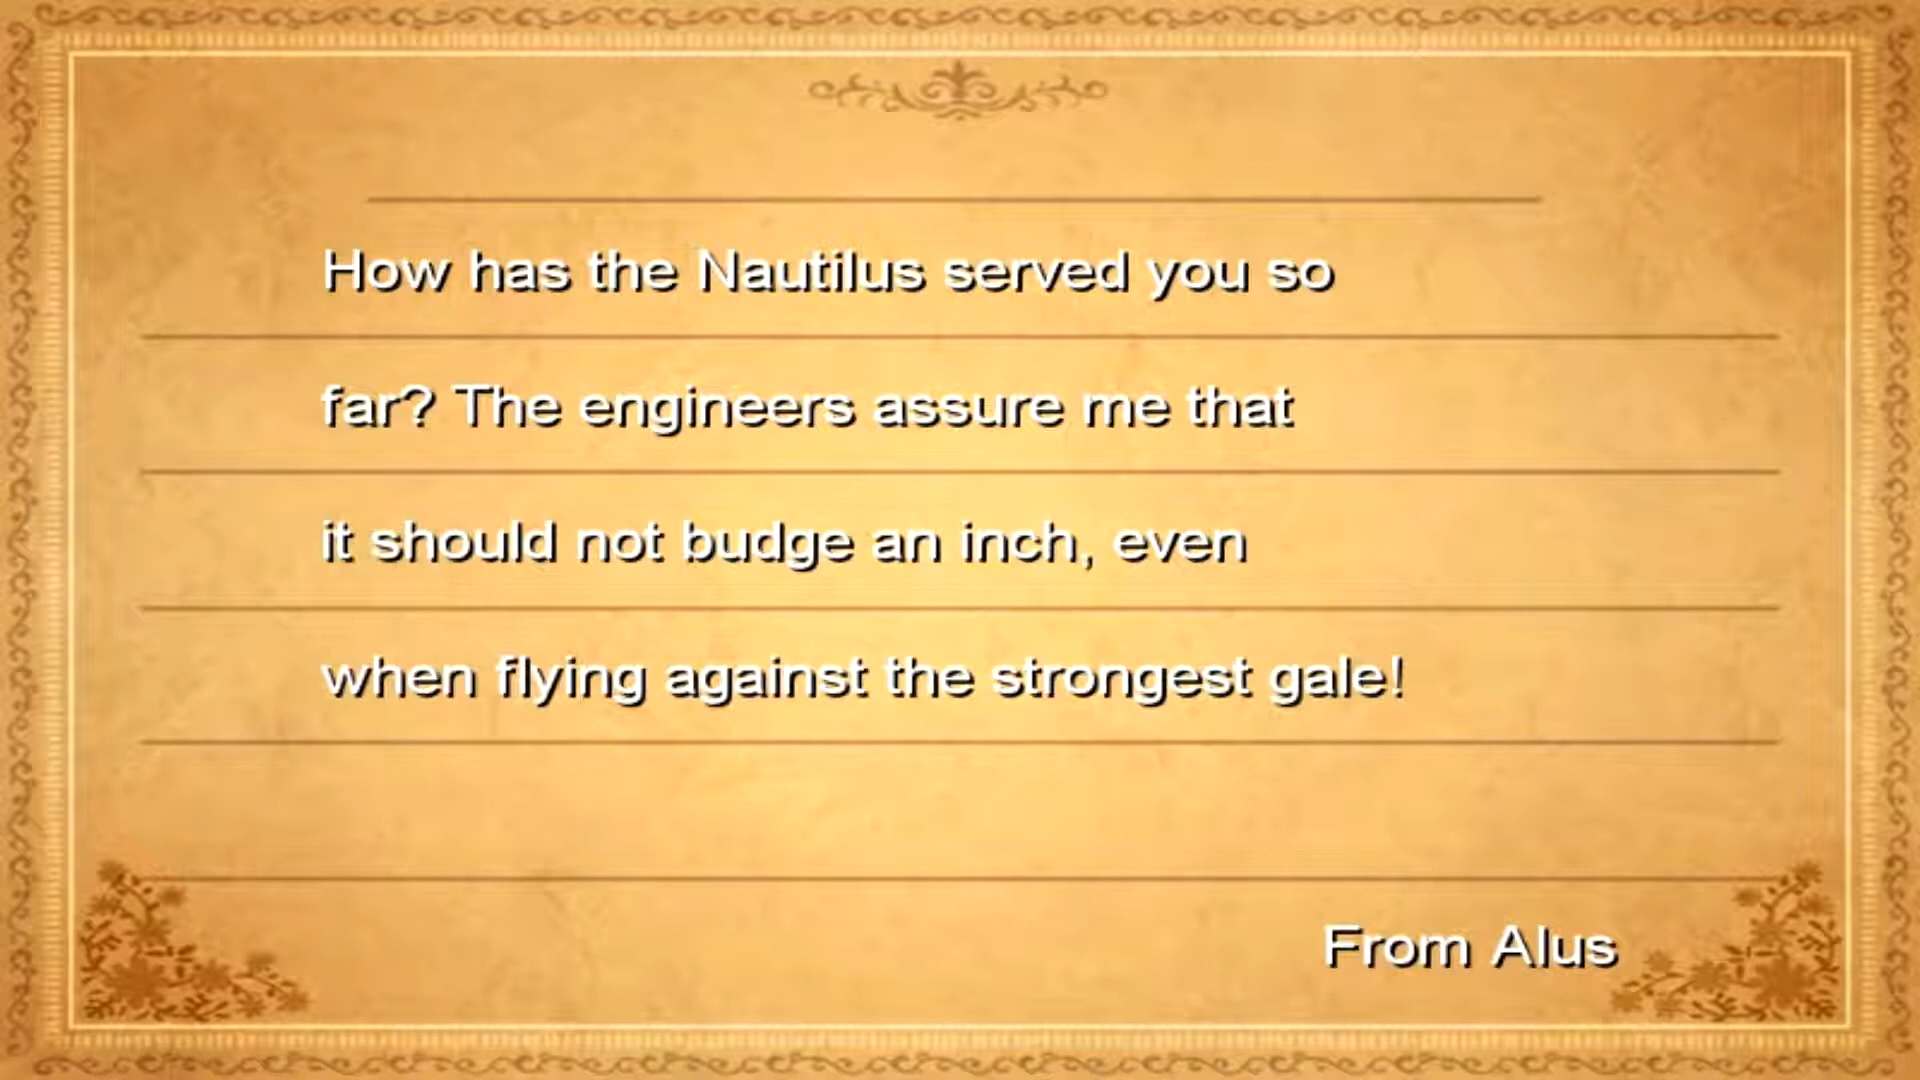 How has the Nautilus served you so
far? The engineers assure me that
it should not budge an inch, even
when flying against the strongest gale!
From Alus